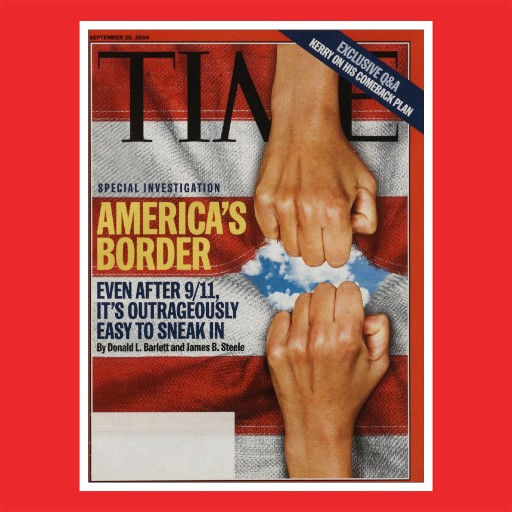 SEPTEMBER 20, 2004
TIME
EXCLUSIVE Q&A
KERRY ON HIS COMEBACK PLAN
SPECIAL INVESTIGATION
AMERICA'S
BORDER
EVEN AFTER 9/11,
IT'S OUTRAGEOUSLY
EASY TO SNEAK IN
By Donald L. Barlett and James B. Steele